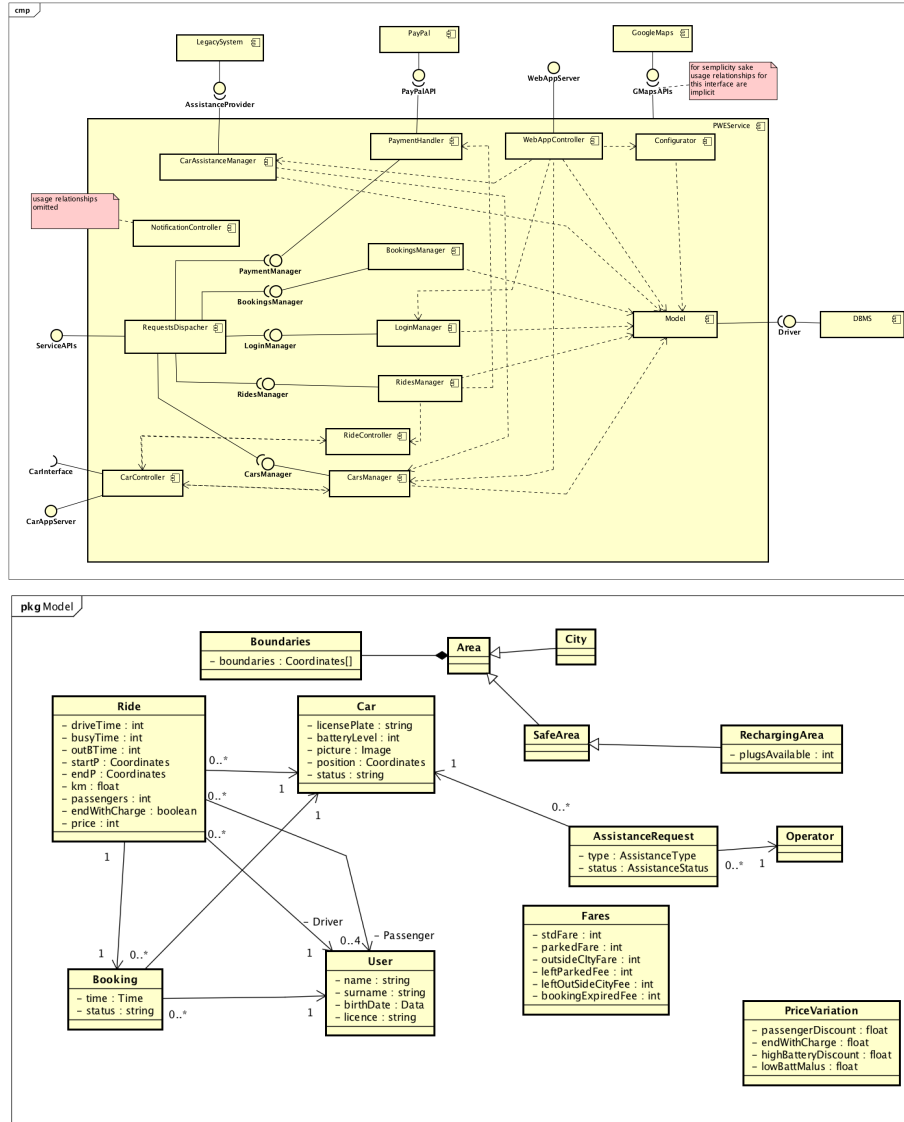 cmp
LegacySystem
PayPal
GoogleMaps
AssistanceProvider
PayPalAPI
WebAppServer
GMapsAPIs
for semplicity sake
usage relationships for
this interface are
implicit
PWEService
CarAssistanceManager
PaymentHandler
WebAppController
Configurator
usage relationships
omitted
NotificationController
PaymentManager
BookingsManager
BookingsManager
RequestsDispacher
ServiceAPIs
LoginManager
LoginManager
Model
Driver
DBMS
RidesManager
RidesManager
RideController
CarInterface
CarController
CarsManager
CarsManager
CarAppServer
pkg Model
Boundaries
- boundaries : Coordinates[]
Area
City
SafeArea
RechargingArea
- plugsAvailable : int
Ride
- driveTime : int
- busyTime : int
- outBTime : int
- startP : Coordinates
- endP : Coordinates
- km : float
- passengers : int
- endWithCharge : boolean
- price : int
Car
- licensePlate : string
- batteryLevel : int
- picture : Image
- position : Coordinates
- status : string
0..*
1
0..*
0..*
1
1
1
0..*
AssistanceRequest
- type : AssistanceType
- status : AssistanceStatus
0..*
1
Operator
Fares
- stdFare : int
- parkedFare : int
- outsideCItyFare : int
- leftParkedFee : int
- leftOutSideCityFee : int
- bookingExpiredFee : int
- Driver
- Passenger
1
0..4
1
0..*
Booking
- time : Time
- status : string
0..*
1
User
- name : string
- surname : string
- birthDate : Data
- licence : string
PriceVariation
- passengerDiscount : float
- endWithCharge : float
- highBatteryDiscount : float
- lowBattMalus : float